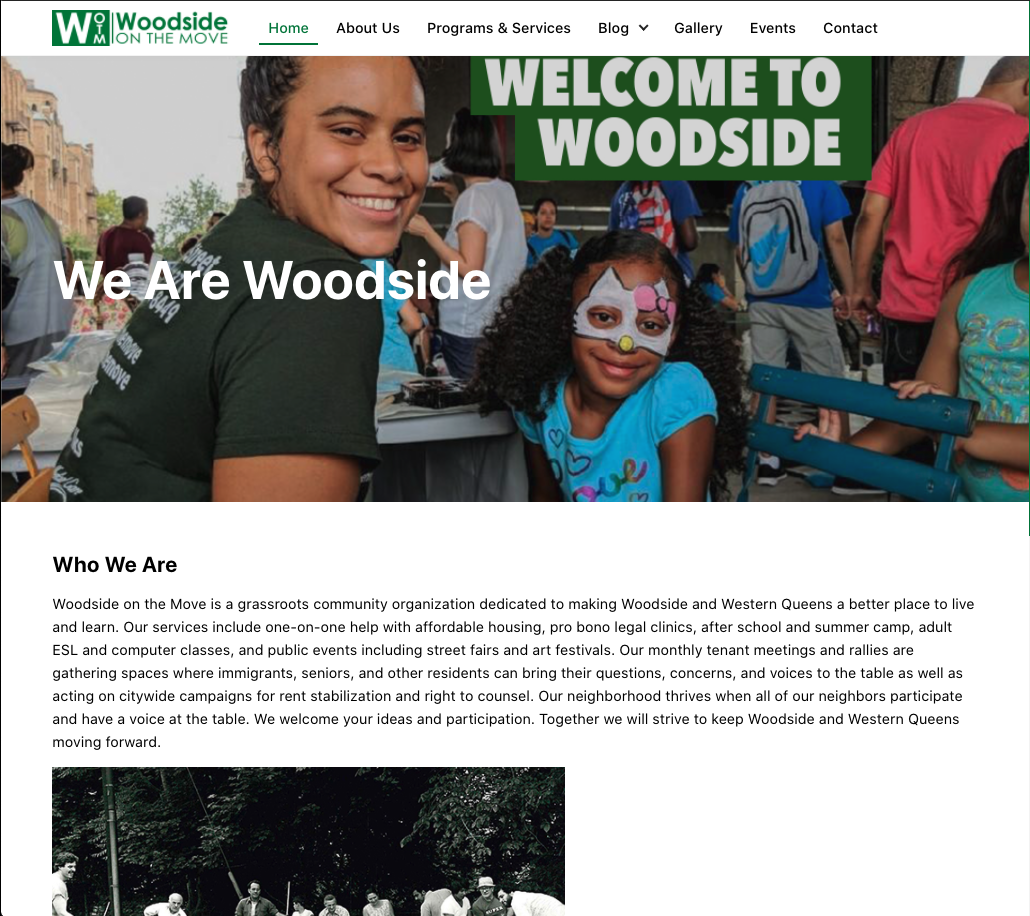 WOTM Woodside
ON THE MOVE
Home About Us Programs & Services Blog Gallery Events Contact
WELCOME TO
WOODSIDE
We Are Woodside
Who We Are
Woodside on the Move is a grassroots community organization dedicated to making Woodside and Western Queens a better place to live
and learn. Our services include one-on-one help with affordable housing, pro bono legal clinics, after school and summer camp, adult
ESL and computer classes, and public events including street fairs and art festivals. Our monthly tenant meetings and rallies are
gathering spaces where immigrants, seniors, and other residents can bring their questions, concerns, and voices to the table as well as
acting on citywide campaigns for rent stabilization and right to counsel. Our neighborhood thrives when all of our neighbors participate
and have a voice at the table. We welcome your ideas and participation. Together we will strive to keep Woodside and Western Queens
moving forward.